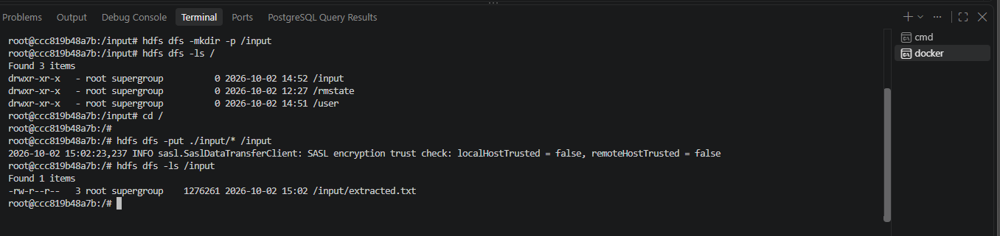 Problems Output Debug Console Terminal Ports PostgreSQL Query Results
root@ccc819b48a7b:/input# hdfs dfs -mkdir -p /input
root@ccc819b48a7b:/input# hdfs dfs -ls /
Found 3 items
drwxr-xr-x   - root supergroup          0 2026-10-02 14:52 /input
drwxr-xr-x   - root supergroup          0 2026-10-02 12:27 /rmstate
drwxr-xr-x   - root supergroup          0 2026-10-02 14:51 /user
root@ccc819b48a7b:/input# cd /
root@ccc819b48a7b:/#
root@ccc819b48a7b:/# hdfs dfs -put ./input/* /input
2026-10-02 15:02:23,237 INFO sasl.SaslDataTransferClient: SASL encryption trust check: localHostTrusted = false, remoteHostTrusted = false
root@ccc819b48a7b:/# hdfs dfs -ls /input
Found 1 items
-rw-r--r--   3 root supergroup    1276261 2026-10-02 15:02 /input/extracted.txt
root@ccc819b48a7b:/#
cmd
docker